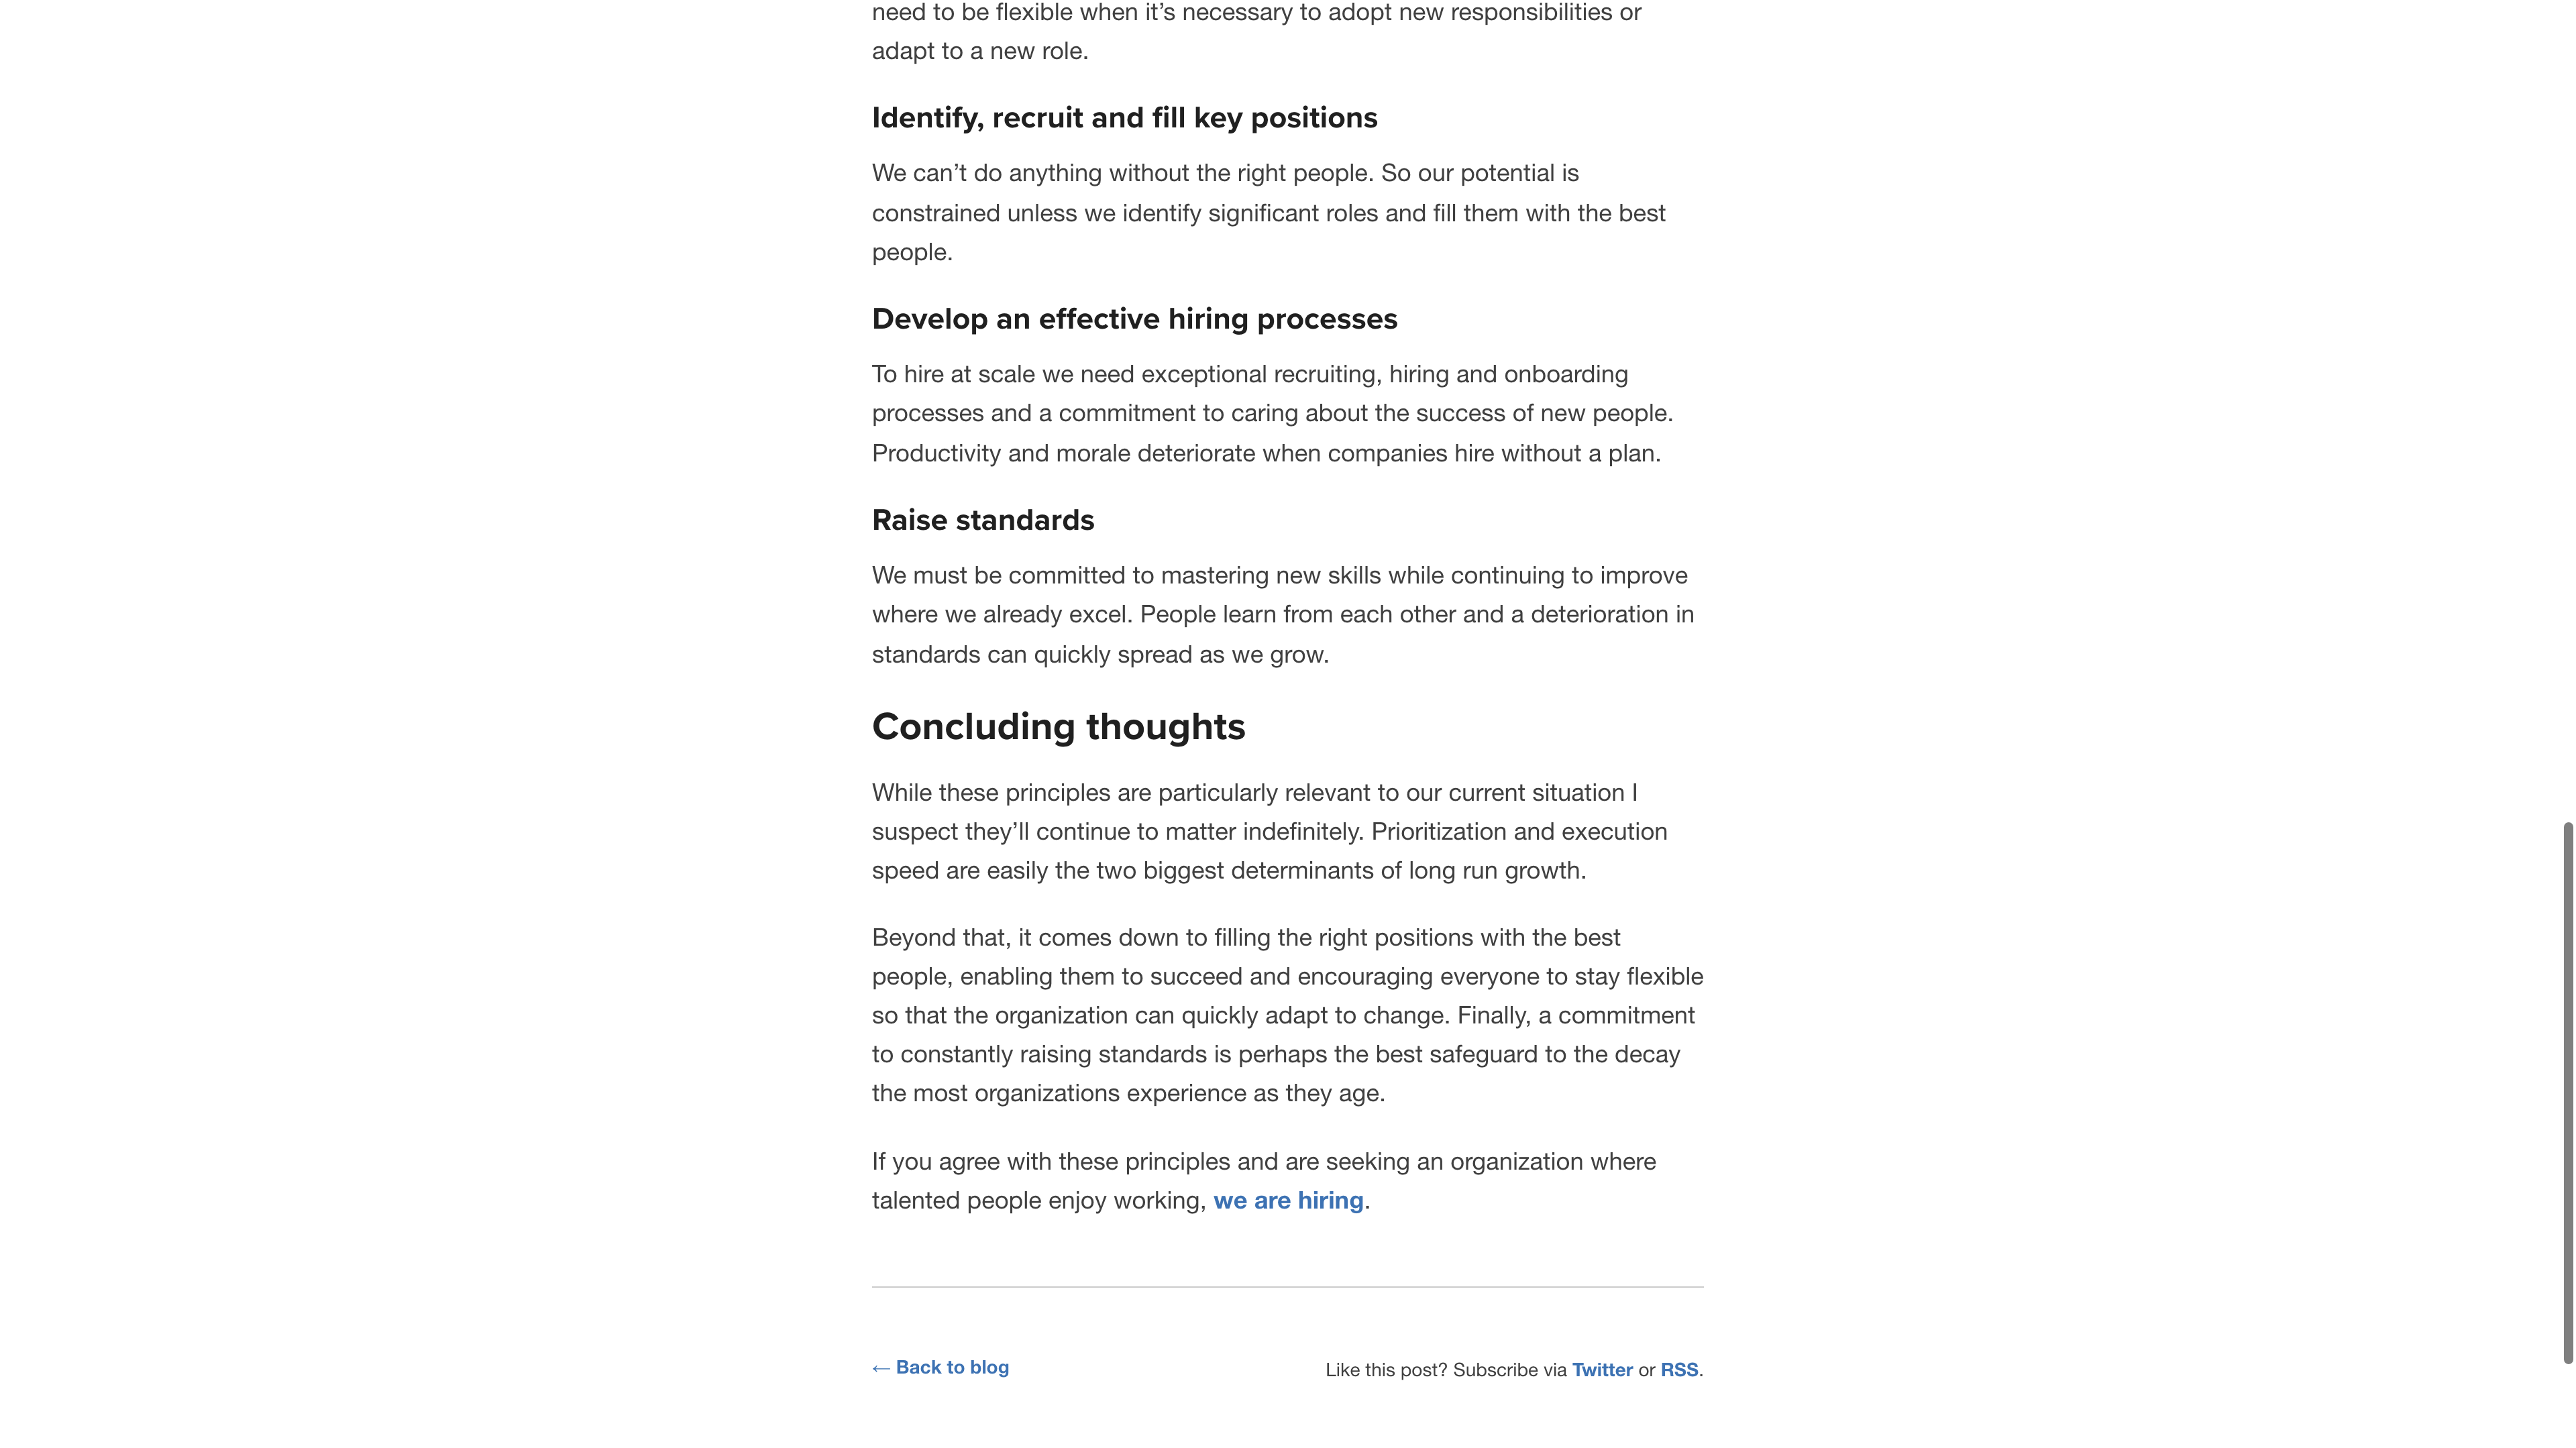 need to be flexible when it’s necessary to adopt new responsibilities or
adapt to a new role.
Identify, recruit and fill key positions
We can’t do anything without the right people. So our potential is
constrained unless we identify significant roles and fill them with the best
people.
Develop an effective hiring processes
To hire at scale we need exceptional recruiting, hiring and onboarding
processes and a commitment to caring about the success of new people.
Productivity and morale deteriorate when companies hire without a plan.
Raise standards
We must be committed to mastering new skills while continuing to improve
where we already excel. People learn from each other and a deterioration in
standards can quickly spread as we grow.
Concluding thoughts
While these principles are particularly relevant to our current situation I
suspect they’ll continue to matter indefinitely. Prioritization and execution
speed are easily the two biggest determinants of long run growth.
Beyond that, it comes down to filling the right positions with the best
people, enabling them to succeed and encouraging everyone to stay flexible
so that the organization can quickly adapt to change. Finally, a commitment
to constantly raising standards is perhaps the best safeguard to the decay
the most organizations experience as they age.
If you agree with these principles and are seeking an organization where
talented people enjoy working, we are hiring.
← Back to blog
Like this post? Subscribe via Twitter or RSS.